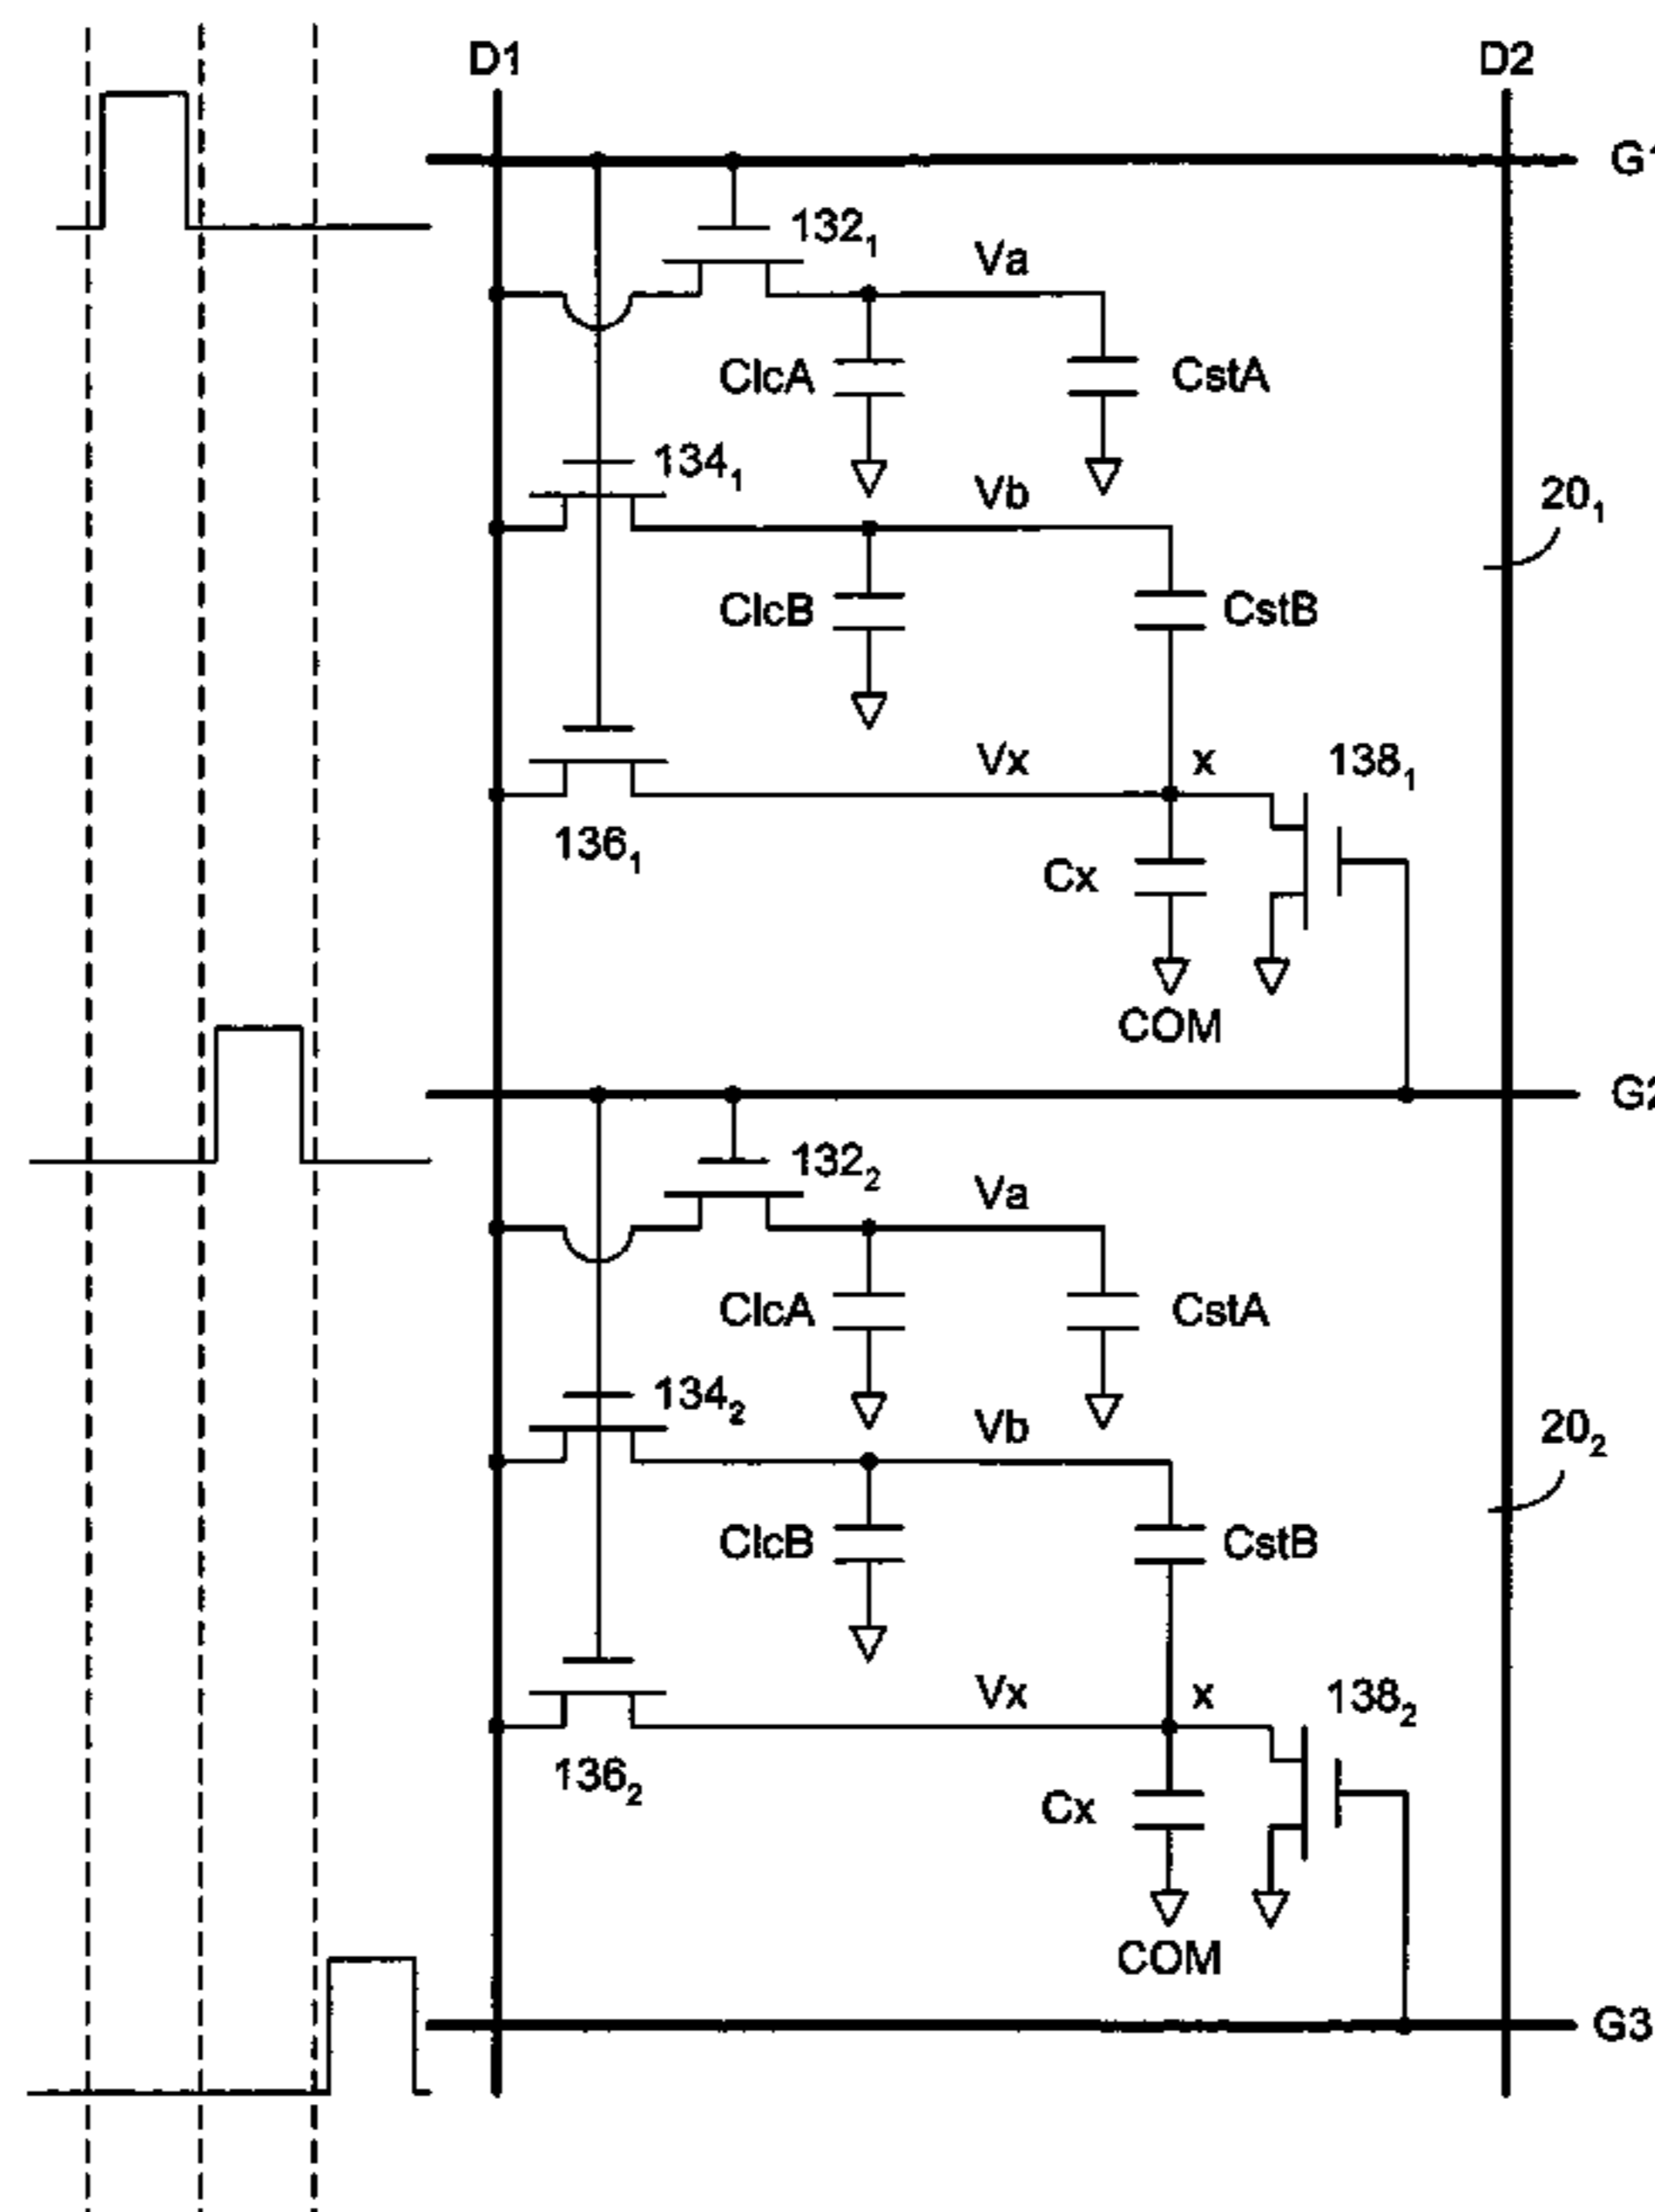 D1
D2
G1
132₁
Va
ClcA
CstA
134₁
Vb
20₁
ClcB
CstB
Vx
x
138₁
136₁
Cx
COM
G2
132₂
Va
ClcA
CstA
134₂
Vb
20₂
ClcB
CstB
Vx
x
138₂
136₂
Cx
COM
G3